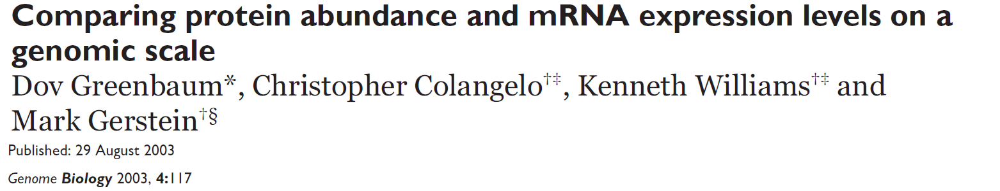 Comparing protein abundance and mRNA expression levels on a
genomic scale
Dov Greenbaum*, Christopher Colangelo†‡, Kenneth Williams†‡ and
Mark Gerstein†§
Published: 29 August 2003
Genome Biology 2003, 4:117